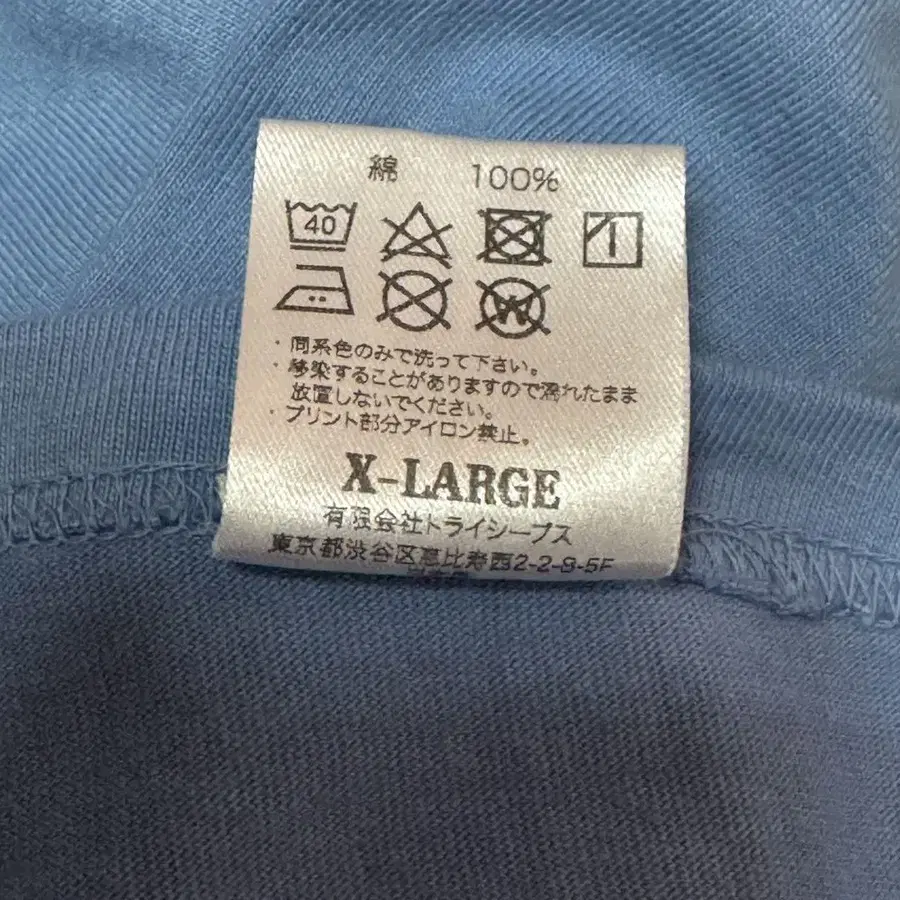 綿 100%
40
W
・同系色のみで洗って下さい。
・移染することがありますので濡れたまま
放置しないでください。
・プリント部分アイロン禁止。
X-LARGE
有限会社トライシープス
東京都渋谷区恵比寿西2-2-8-5F